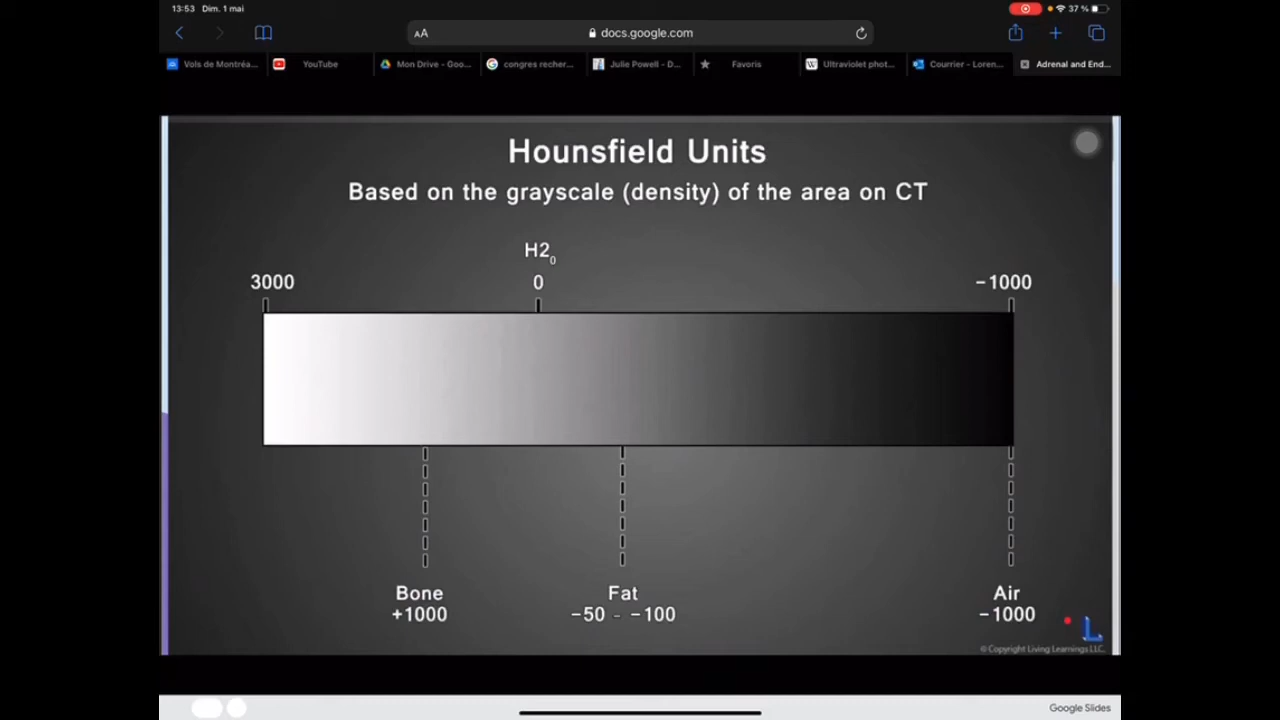 13:53 Dim. 1 mai
37 %
AA
docs.google.com
Vols de Montréa...
YouTube
Mon Drive - Goo...
congres recher...
Julie Powell - D...
Favoris
Ultraviolet phot...
Courrier - Loren...
Adrenal and End...
Hounsfield Units
Based on the grayscale (density) of the area on CT
H2₀
3000
0
-1000
Bone
+1000
Fat
-50 - -100
Air
-1000
L
© Copyright Living Learnings LLC.
Google Slides